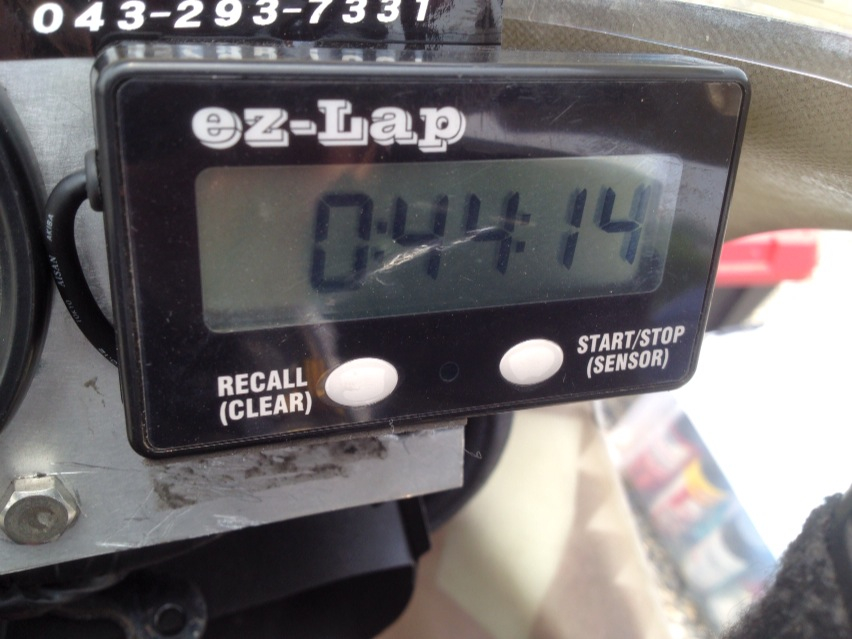 043-293-7331
ez-Lap
0:44:14
RECALL
(CLEAR)
START/STOP
(SENSOR)